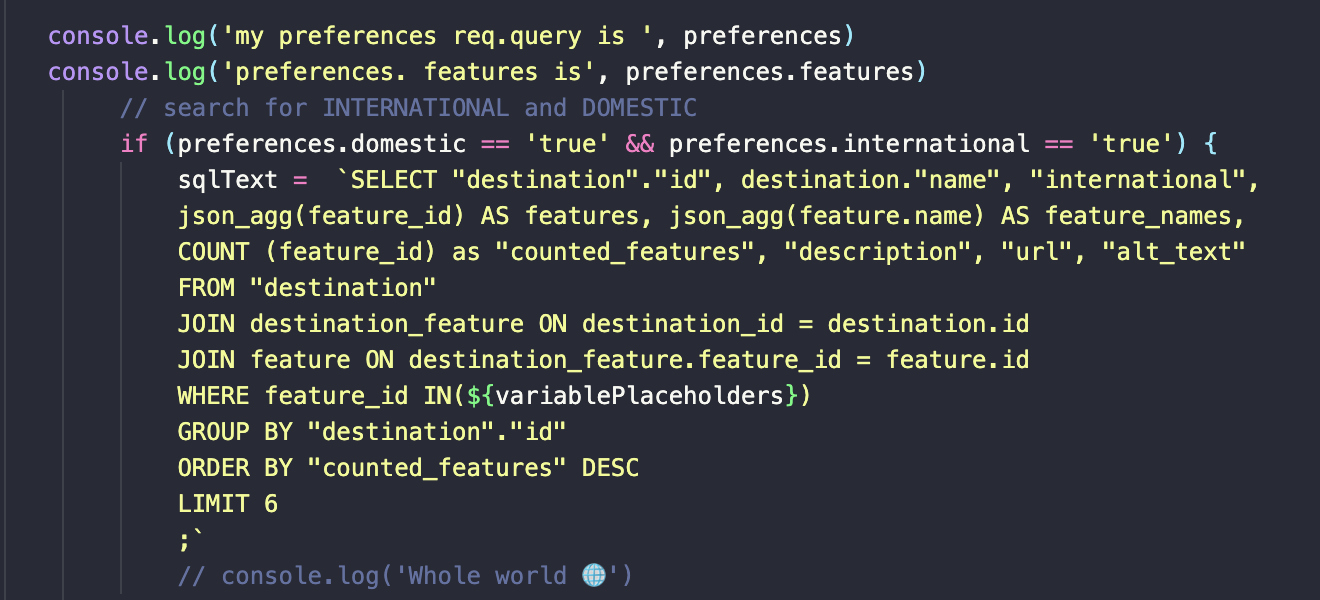 console.log('my preferences req.query is ', preferences)
console.log('preferences. features is', preferences.features)
// search for INTERNATIONAL and DOMESTIC
if (preferences.domestic == 'true' && preferences.international == 'true') {
sqlText =  `SELECT "destination"."id", destination."name", "international",
json_agg(feature_id) AS features, json_agg(feature.name) AS feature_names,
COUNT (feature_id) as "counted_features", "description", "url", "alt_text"
FROM "destination"
JOIN destination_feature ON destination_id = destination.id
JOIN feature ON destination_feature.feature_id = feature.id
WHERE feature_id IN(${variablePlaceholders})
GROUP BY "destination"."id"
ORDER BY "counted_features" DESC
LIMIT 6
;`
// console.log('Whole world 🌐')